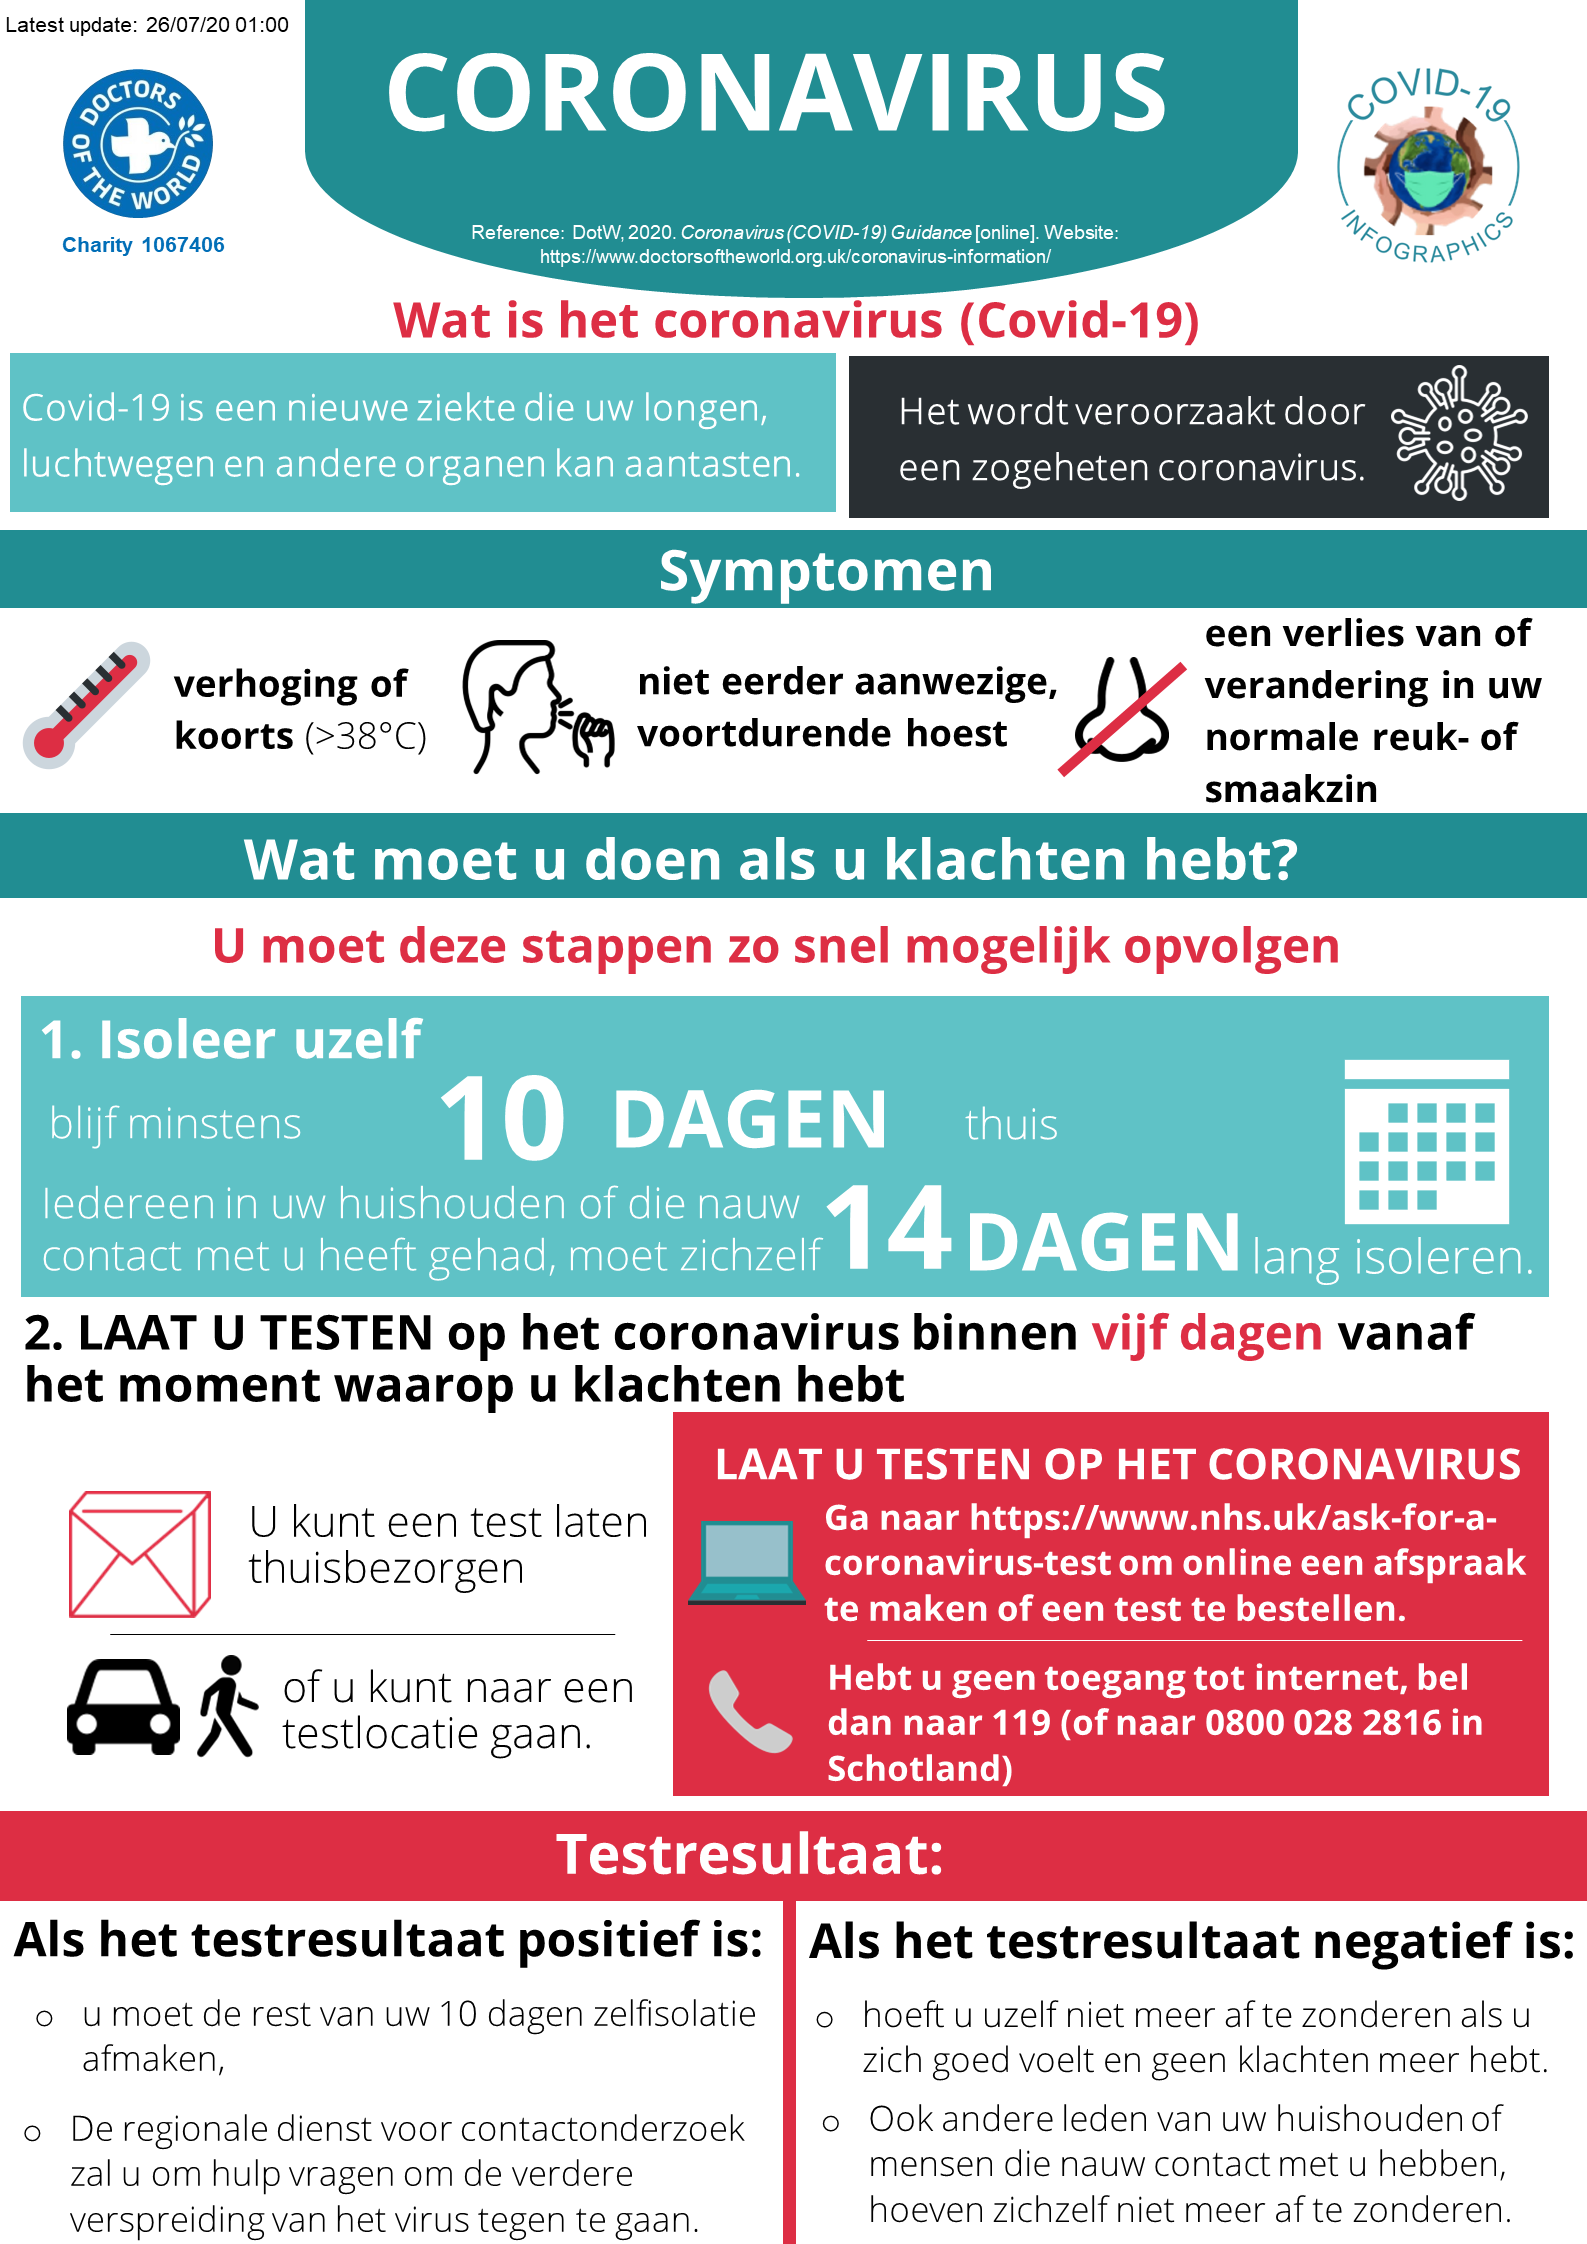 Latest update: 26/07/20 01:00
DOCTORS OF THE WORLD
Charity 1067406
CORONAVIRUS
Reference: DotW, 2020. Coronavirus (COVID-19) Guidance [online]. Website:
https://www.doctorsoftheworld.org.uk/coronavirus-information/
COVID-19
INFOGRAPHICS
Wat is het coronavirus (Covid-19)
Covid-19 is een nieuwe ziekte die uw longen,
luchtwegen en andere organen kan aantasten.
Het wordt veroorzaakt door
een zogeheten coronavirus.
Symptomen
verhoging of
koorts (>38°C)
niet eerder aanwezige,
voortdurende hoest
een verlies van of
verandering in uw
normale reuk- of
smaakzin
Wat moet u doen als u klachten hebt?
U moet deze stappen zo snel mogelijk opvolgen
1. Isoleer uzelf
blijf minstens 10 DAGEN thuis
Iedereen in uw huishouden of die nauw
contact met u heeft gehad, moet zichzelf 14 DAGEN lang isoleren.
2. LAAT U TESTEN op het coronavirus binnen vijf dagen vanaf
het moment waarop u klachten hebt
U kunt een test laten
thuisbezorgen
of u kunt naar een
testlocatie gaan.
LAAT U TESTEN OP HET CORONAVIRUS
Ga naar https://www.nhs.uk/ask-for-a-
coronavirus-test om online een afspraak
te maken of een test te bestellen.
Hebt u geen toegang tot internet, bel
dan naar 119 (of naar 0800 028 2816 in
Schotland)
Testresultaat:
Als het testresultaat positief is:
o u moet de rest van uw 10 dagen zelfisolatie
afmaken,
o De regionale dienst voor contactonderzoek
zal u om hulp vragen om de verdere
verspreiding van het virus tegen te gaan.
Als het testresultaat negatief is:
o hoeft u uzelf niet meer af te zonderen als u
zich goed voelt en geen klachten meer hebt.
o Ook andere leden van uw huishouden of
mensen die nauw contact met u hebben,
hoeven zichzelf niet meer af te zonderen.